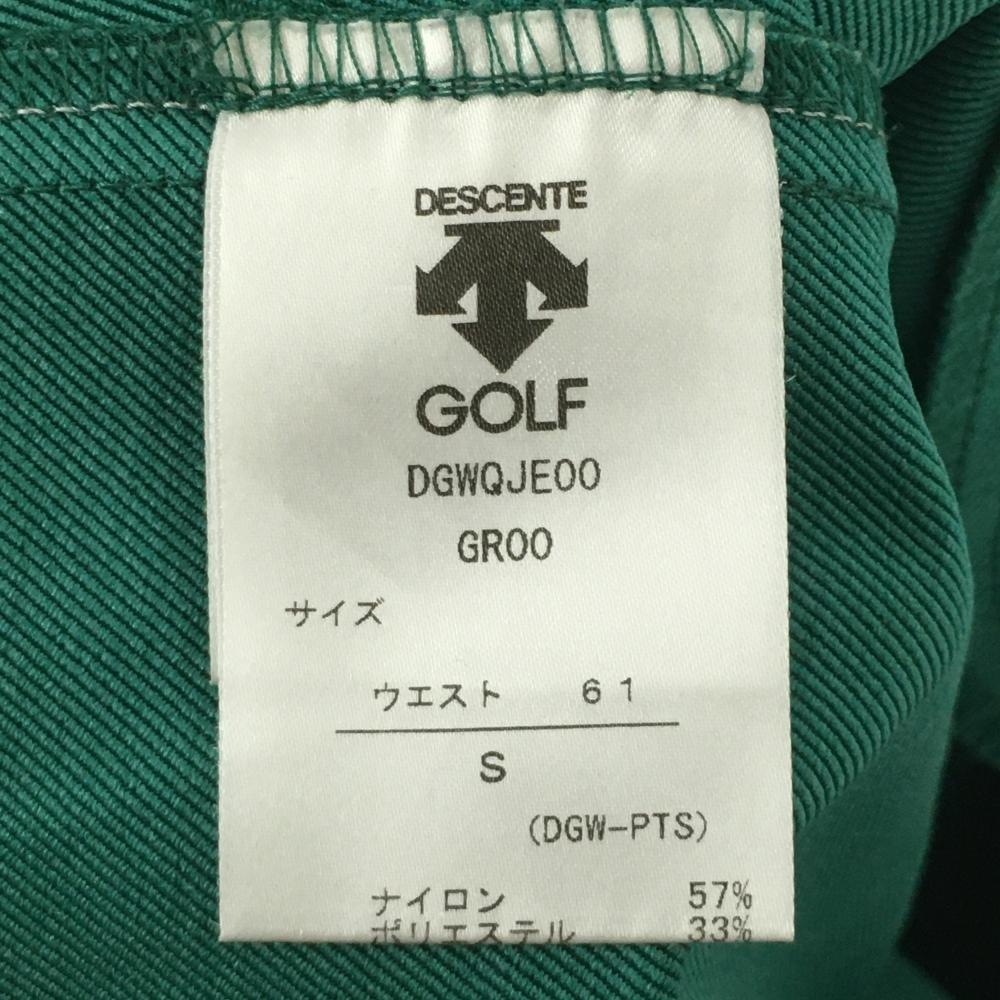 DESCENTE
GOLF
DGWQJE00
GR00
サイズ
ウエスト 61
S
(DGW-PTS)
ナイロン 57%
ポリエステル 33%